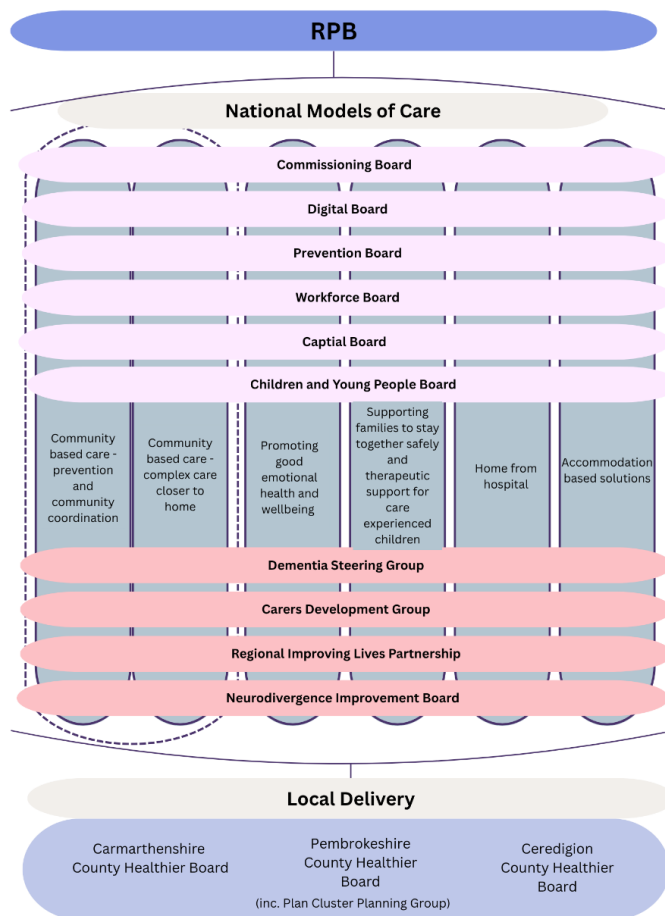 RPB
National Models of Care
Commissioning Board
Digital Board
Prevention Board
Workforce Board
Captial Board
Children and Young People Board
Community
based care -
prevention
and
community
coordination
Community
based care -
complex care
closer to
home
Promoting
good
emotional
health and
wellbeing
Supporting
families to stay
together safely
and
therapeutic
support for
care
experienced
children
Home from
hospital
Accommodation
based solutions
Dementia Steering Group
Carers Development Group
Regional Improving Lives Partnership
Neurodivergence Improvement Board
Local Delivery
Carmarthenshire
County Healthier Board
Pembrokeshire
County Healthier
Board
(inc. Plan Cluster Planning Group)
Ceredigion
County Healthier
Board